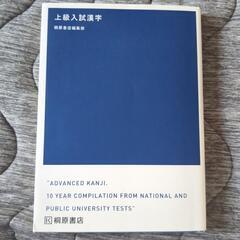 上級入試漢字
桐原書店編集部
"ADVANCED KANJI,
10 YEAR COMPILATION FROM NATIONAL AND
PUBLIC UNIVERSITY TESTS"
桐原書店